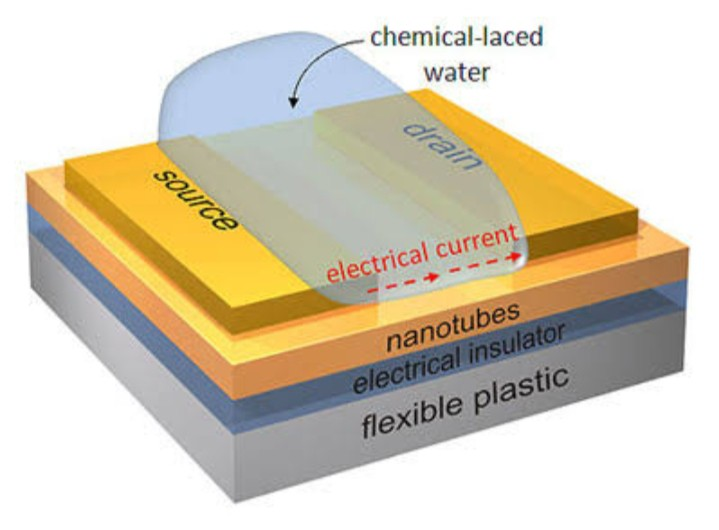 chemical-laced
water
drain
source
electrical current
nanotubes
electrical insulator
flexible plastic